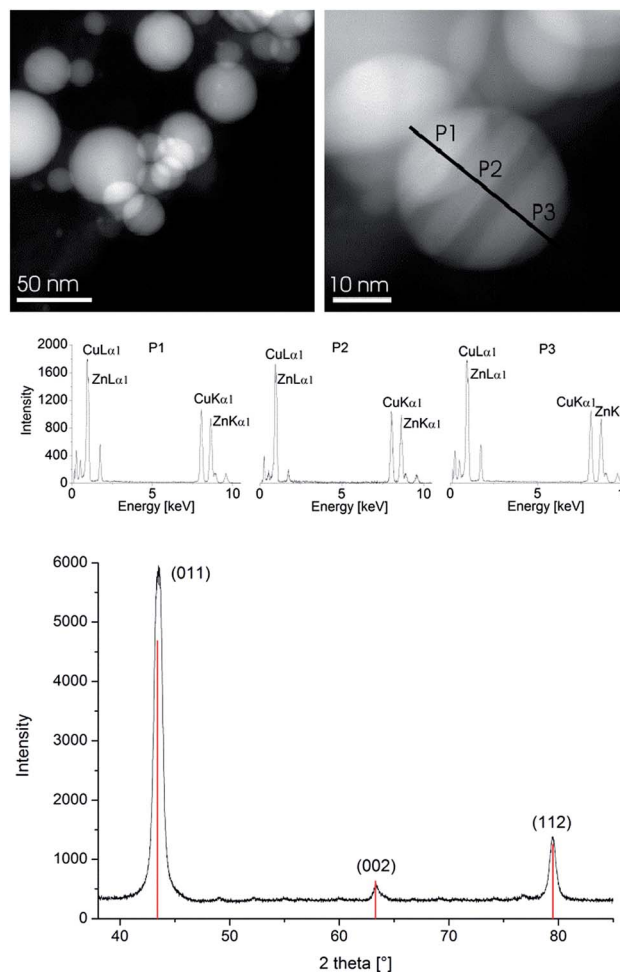 50 nm
P1
P2
P3
10 nm
Intensity
2000
1600
1200
800
400
0
CuLα1
P1
ZnLα1
CuKα1
ZnKα1
0 5 10
Energy [keV]
CuLα1
P2
ZnLα1
CuKα1
ZnKα1
0 5 10
Energy [keV]
CuLα1
P3
ZnLα1
CuKα1
ZnK
0 5 10
Energy [keV]
Intensity
6000
5000
4000
3000
2000
1000
0
(011)
(002)
(112)
40 50 60 70 80
2 theta [°]